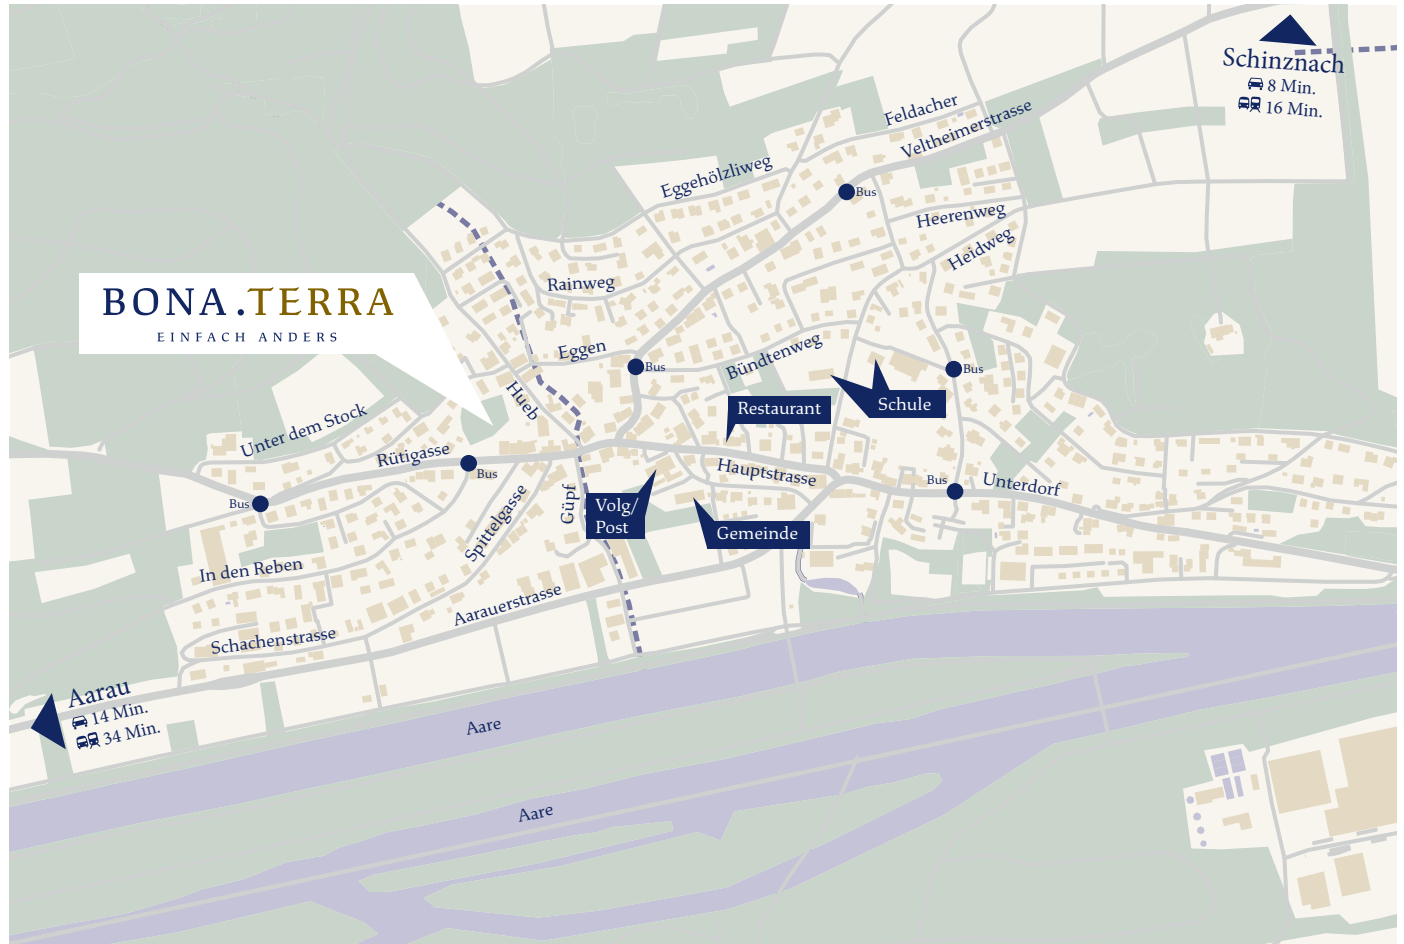 Schinznach
8 Min.
16 Min.
Feldacher
Veltheimerstrasse
Eggehölzliweg
Bus
Heerenweg
Heidweg
Rainweg
BONA.TERRA
EINFACH ANDERS
Eggen
Bus
Bündtenweg
Bus
Hueb
Restaurant
Schule
Unter dem Stock
Rütigasse
Bus
Hauptstrasse
Bus
Unterdorf
Bus
Spittelgasse
Güpf
Volg/
Post
Gemeinde
In den Reben
Aarauerstrasse
Schachenstrasse
Aarau
14 Min.
34 Min.
Aare
Aare